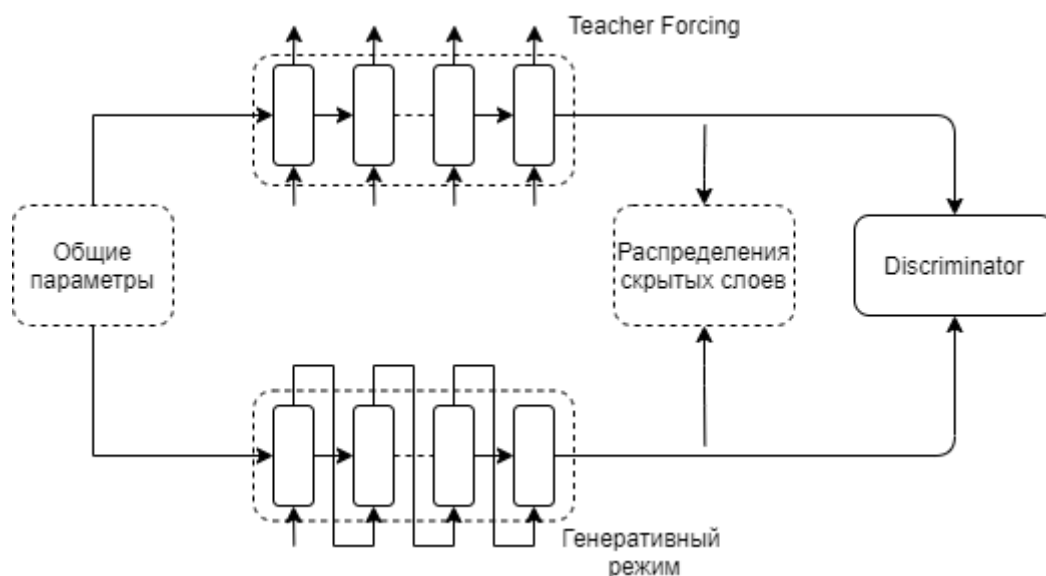 Teacher Forcing
Общие
параметры
Распределения
скрытых слоев
Discriminator
Генеративный
режим